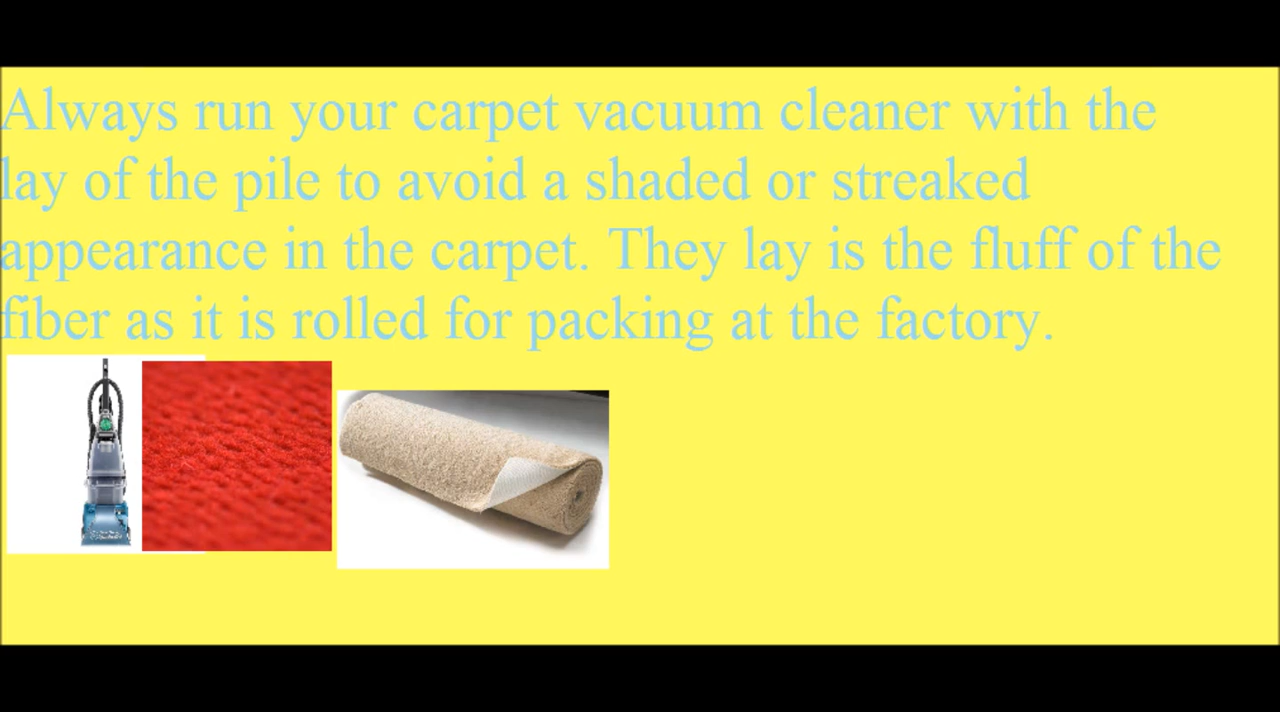 Always run your carpet vacuum cleaner with the
lay of the pile to avoid a shaded or streaked
appearance in the carpet. They lay is the fluff of the
fiber as it is rolled for packing at the factory.